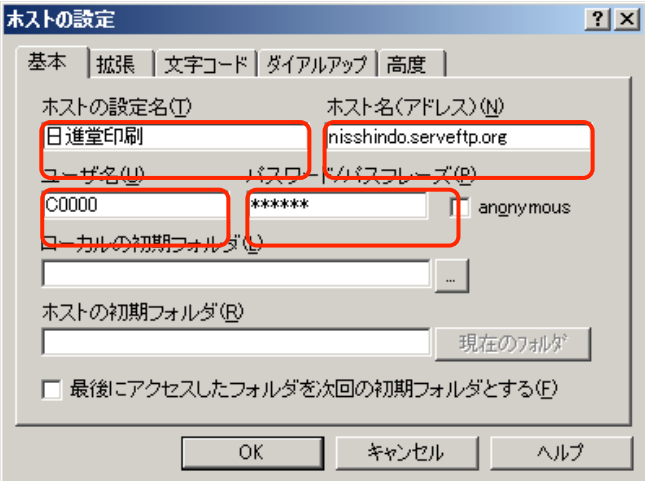 ホストの設定
基本 拡張 文字コード ダイアルアップ 高度
ホストの設定名(T) ホスト名(アドレス)(N)
日進堂印刷 nisshindo.serveftp.org
ユーザ名(U) パスワード/パスフレーズ(P)
C0000 ****** anonymous
ローカルの初期フォルダ(L)
...
ホストの初期フォルダ(R)
現在のフォルダ
最後にアクセスしたフォルダを次回の初期フォルダとする(F)
OK キャンセル ヘルプ